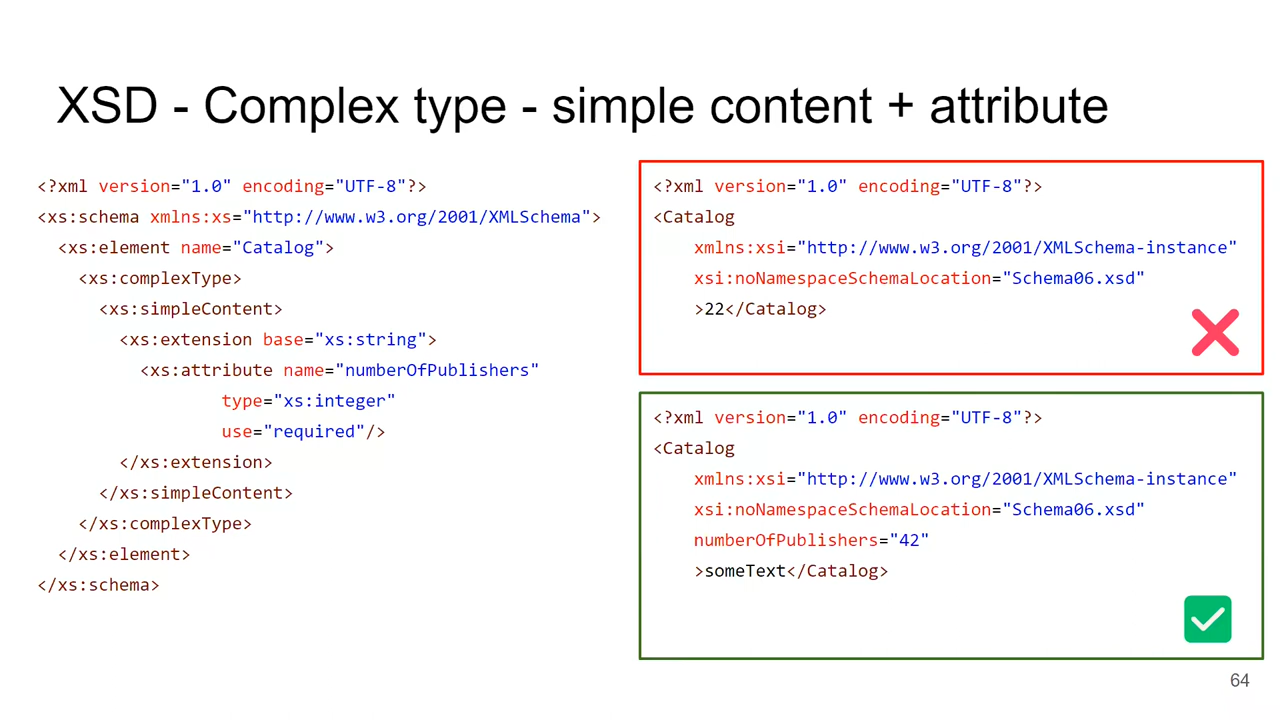 XSD - Complex type - simple content + attribute
<?xml version="1.0" encoding="UTF-8"?>
<xs:schema xmlns:xs="http://www.w3.org/2001/XMLSchema">
  <xs:element name="Catalog">
    <xs:complexType>
      <xs:simpleContent>
        <xs:extension base="xs:string">
          <xs:attribute name="numberOfPublishers"
                  type="xs:integer"
                  use="required"/>
        </xs:extension>
      </xs:simpleContent>
    </xs:complexType>
  </xs:element>
</xs:schema>
<?xml version="1.0" encoding="UTF-8"?>
<Catalog
    xmlns:xsi="http://www.w3.org/2001/XMLSchema-instance"
    xsi:noNamespaceSchemaLocation="Schema06.xsd"
    >22</Catalog>
<?xml version="1.0" encoding="UTF-8"?>
<Catalog
    xmlns:xsi="http://www.w3.org/2001/XMLSchema-instance"
    xsi:noNamespaceSchemaLocation="Schema06.xsd"
    numberOfPublishers="42"
    >someText</Catalog>
64